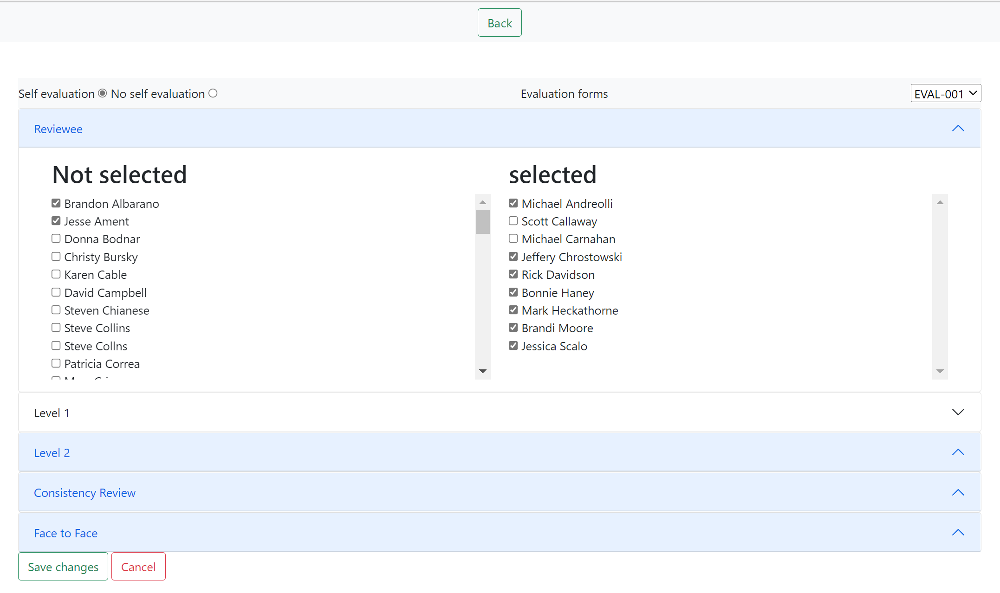 Back
Self evaluation No self evaluation
Evaluation forms
EVAL-001
Reviewee
Not selected
Brandon Albarano
Jesse Ament
Donna Bodnar
Christy Bursky
Karen Cable
David Campbell
Steven Chianese
Steve Collins
Steve Collns
Patricia Correa
selected
Michael Andreolli
Scott Callaway
Michael Carnahan
Jeffery Chrostowski
Rick Davidson
Bonnie Haney
Mark Heckathorne
Brandi Moore
Jessica Scalo
Level 1
Level 2
Consistency Review
Face to Face
Save changes
Cancel